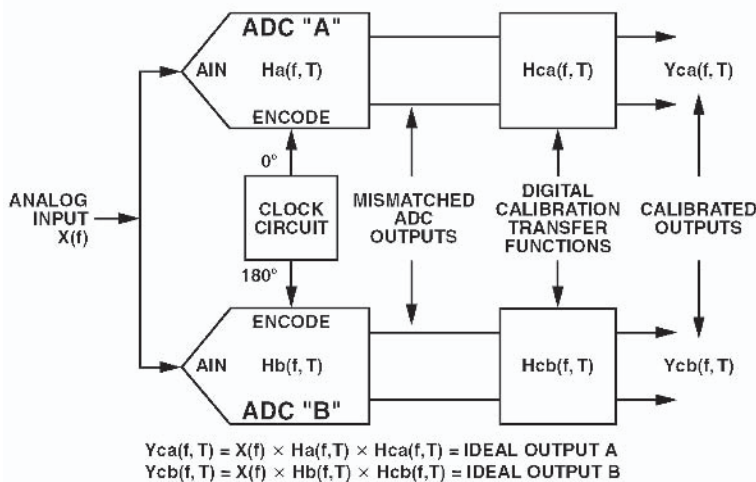 ADC "A"
AIN
Ha(f, T)
ENCODE
Hca(f, T)
Yca(f, T)
0°
ANALOG
INPUT
X(f)
CLOCK
CIRCUIT
MISMATCHED
ADC
OUTPUTS
DIGITAL
CALIBRATION
TRANSFER
FUNCTIONS
CALIBRATED
OUTPUTS
180°
ENCODE
AIN
Hb(f, T)
ADC "B"
Hcb(f, T)
Ycb(f, T)
Yca(f, T) = X(f) × Ha(f,T) × Hca(f,T) = IDEAL OUTPUT A
Ycb(f, T) = X(f) × Hb(f,T) × Hcb(f,T) = IDEAL OUTPUT B